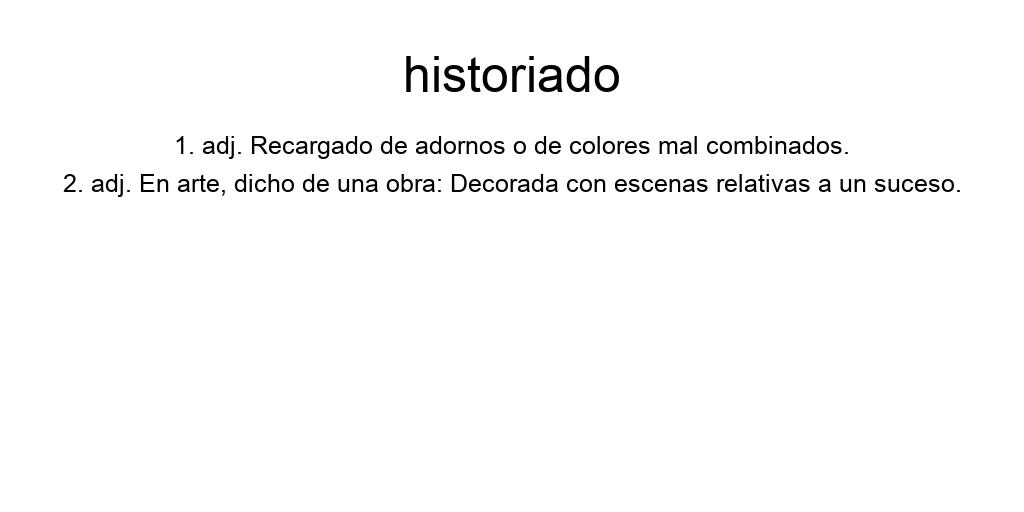 historiado
1. adj. Recargado de adornos o de colores mal combinados.
2. adj. En arte, dicho de una obra: Decorada con escenas relativas a un suceso.